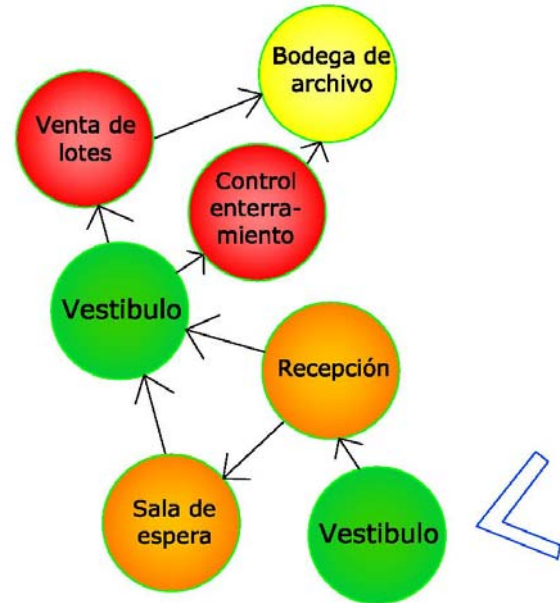 Bodega de
archivo
Venta de
lotes
Control
enterra-
miento
Vestibulo
Recepción
Sala de
espera
Vestibulo